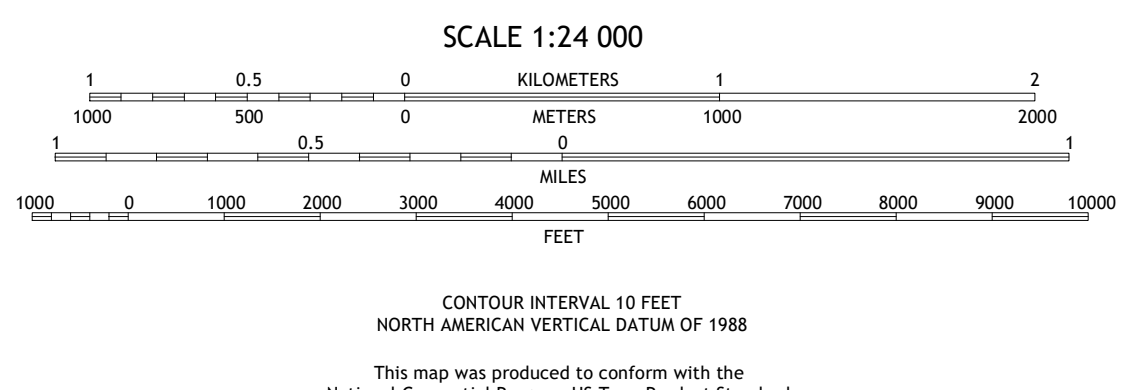 SCALE 1:24 000
1 0.5 0 KILOMETERS 1 2
1000 500 0 METERS 1000 2000
1 0.5 0 1
MILES
1000 0 1000 2000 3000 4000 5000 6000 7000 8000 9000 10000
FEET
CONTOUR INTERVAL 10 FEET
NORTH AMERICAN VERTICAL DATUM OF 1988
This map was produced to conform with the